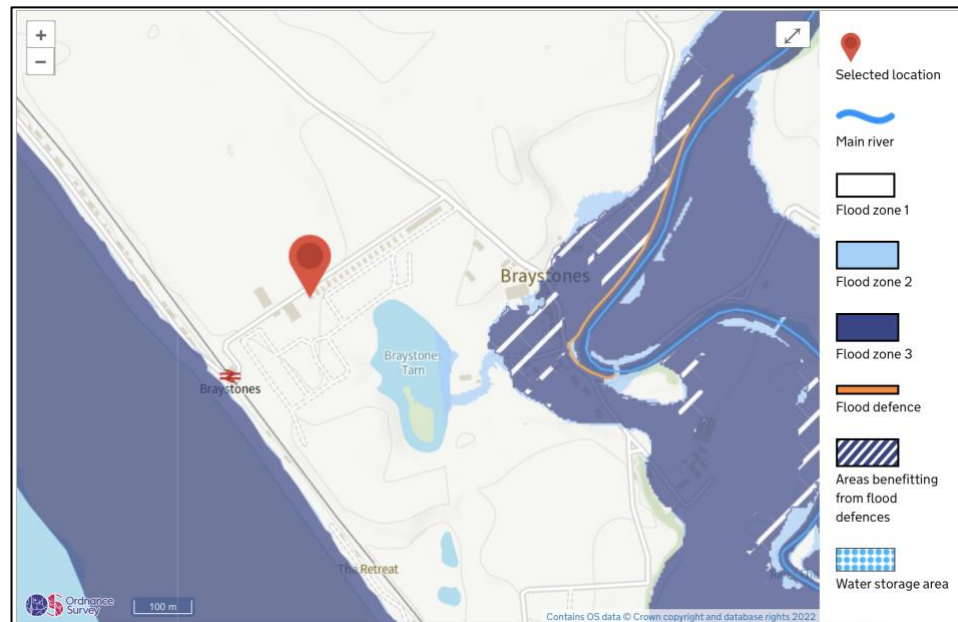 +
−
Braystones
Braystone
Tarn
Braystones
The Retreat
Ordnance
Survey
100 m
Contains OS data © Crown copyright and database rights 2022
Selected location
Main river
Flood zone 1
Flood zone 2
Flood zone 3
Flood defence
Areas benefitting
from flood
defences
Water storage area